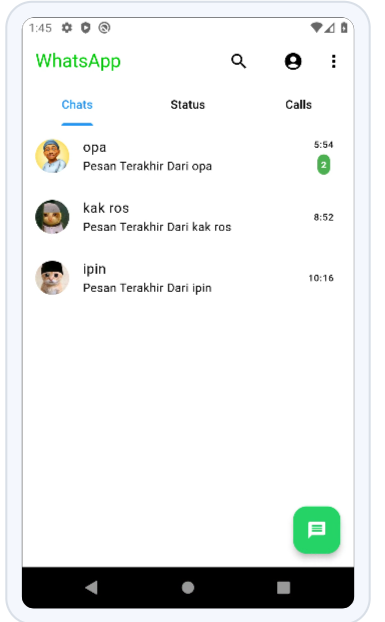 1:45
WhatsApp
Chats Status Calls
opa 5:54
Pesan Terakhir Dari opa 2
kak ros
Pesan Terakhir Dari kak ros 8:52
ipin
Pesan Terakhir Dari ipin 10:16